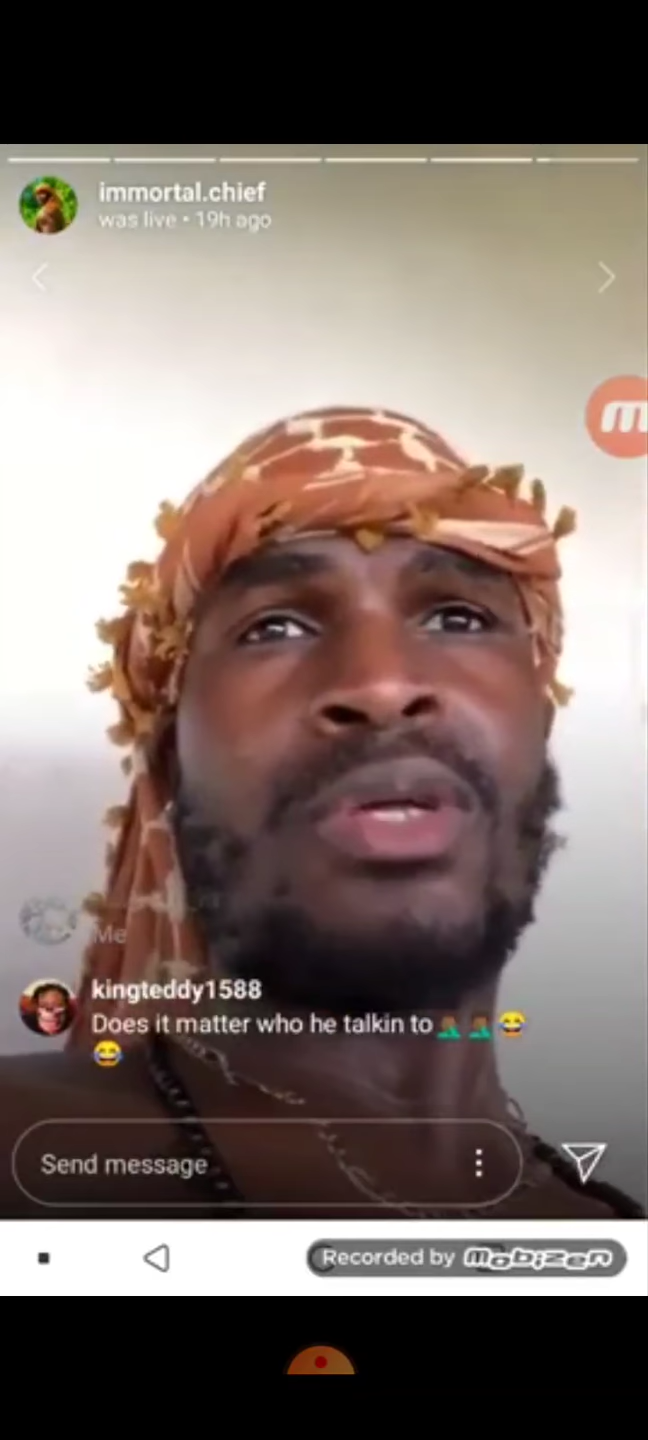 immortal.chief
was live • 19h ago
Me
kingteddy1588
Does it matter who he talkin to 🤦🏾‍♂️ 🤦🏾‍♂️ 😂
😂
Send message
Recorded by mobizen